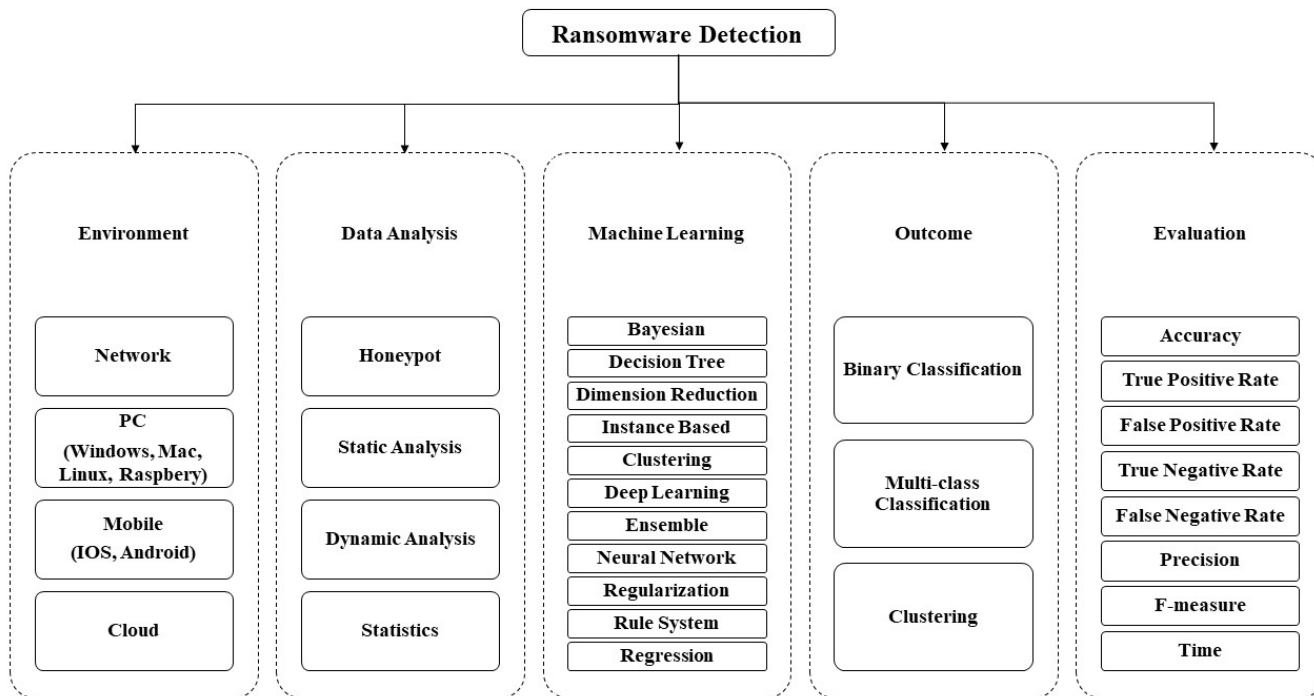 Ransomware Detection
Environment
Network
PC
(Windows, Mac,
Linux, Raspbery)
Mobile
(IOS, Android)
Cloud
Data Analysis
Honeypot
Static Analysis
Dynamic Analysis
Statistics
Machine Learning
Bayesian
Decision Tree
Dimension Reduction
Instance Based
Clustering
Deep Learning
Ensemble
Neural Network
Regularization
Rule System
Regression
Outcome
Binary Classification
Multi-class
Classification
Clustering
Evaluation
Accuracy
True Positive Rate
False Positive Rate
True Negative Rate
False Negative Rate
Precision
F-measure
Time